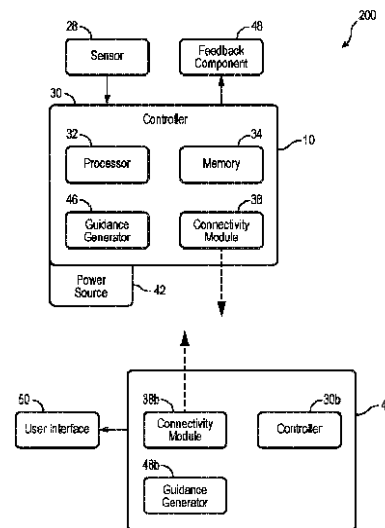 200
28
48
Sensor
Feedback
Component
30
Controller
32
34
10
Processor
Memory
46
38
Guidance
Generator
Connectivity
Module
Power
Source
42
50
38b
30b
4
User Interface
Connectivity
Module
Controller
48b
Guidance
Generator